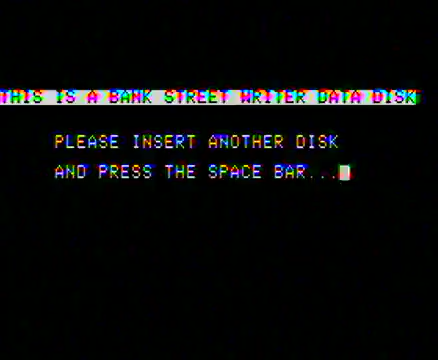 THIS IS A BANK STREET WRITER DATA DISK
PLEASE INSERT ANOTHER DISK
AND PRESS THE SPACE BAR...